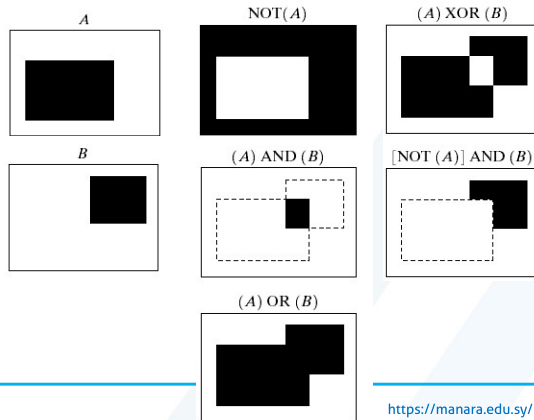 A
NOT(A)
(A) XOR (B)
B
(A) AND (B)
[NOT (A)] AND (B)
(A) OR (B)
https://manara.edu.sy/